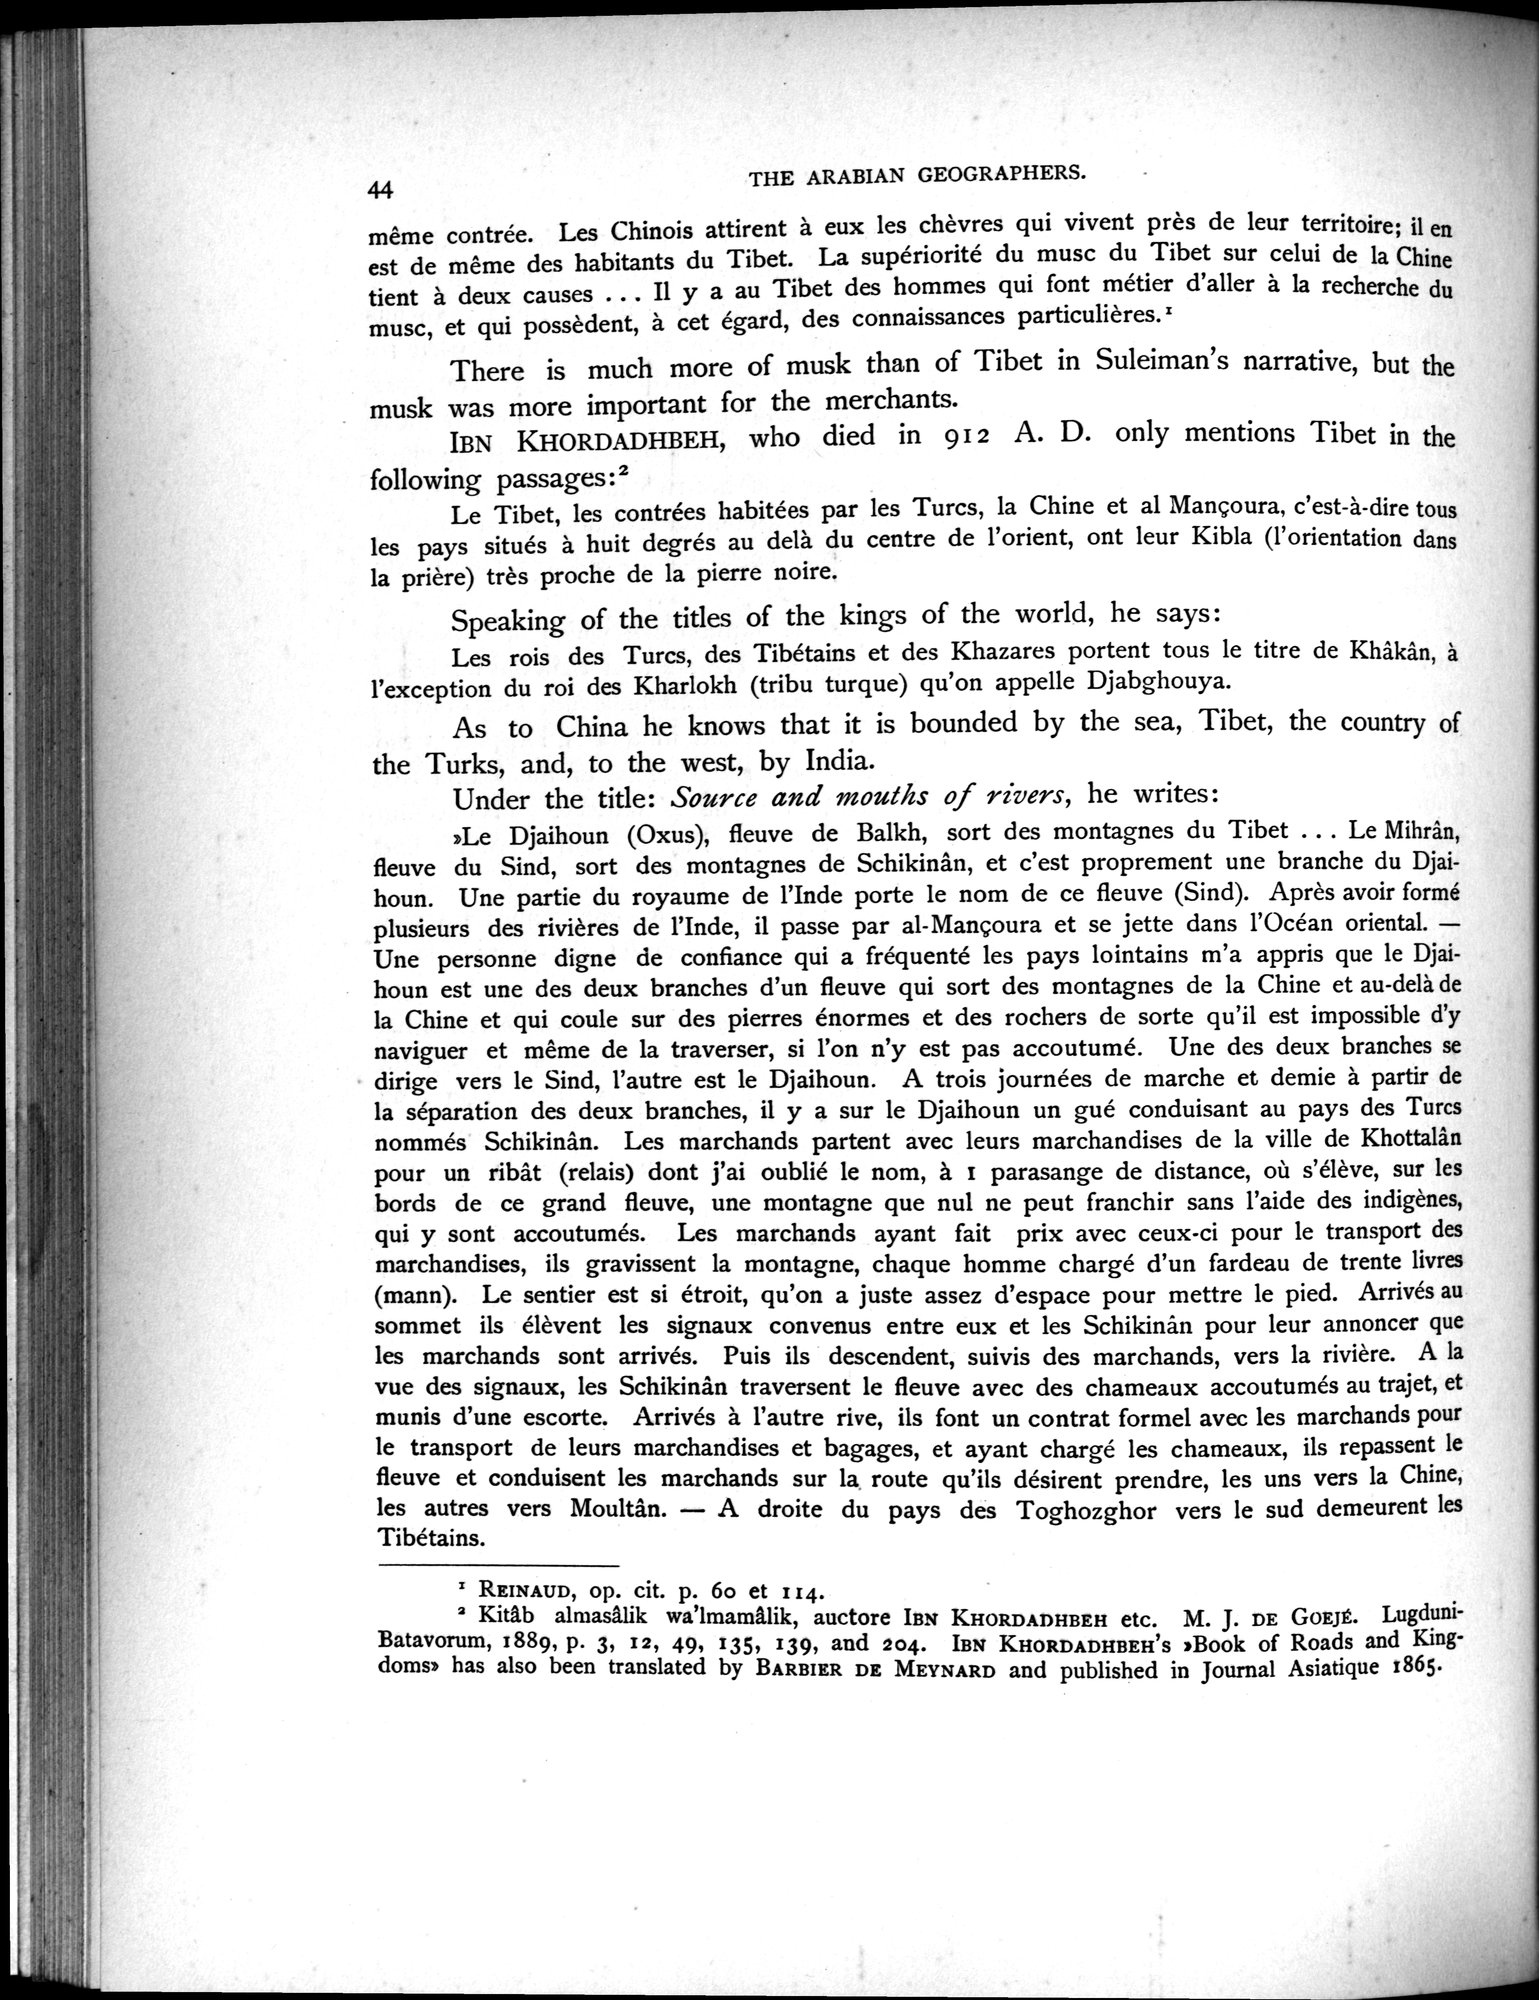 44
THE ARABIAN GEOGRAPHERS.
même contrée. Les Chinois attirent à eux les chèvres qui vivent près de leur territoire; il en
est de même des habitants du Tibet. La supériorité du musc du Tibet sur celui de la Chine
tient à deux causes ... Il y a au Tibet des hommes qui font métier d'aller à la recherche du
musc, et qui possèdent, à cet égard, des connaissances particulières.¹
There is much more of musk than of Tibet in Suleiman's narrative, but the
musk was more important for the merchants.
IBN KHORDADHBEH, who died in 912 A. D. only mentions Tibet in the
following passages:²
Le Tibet, les contrées habitées par les Turcs, la Chine et al Mançoura, c'est-à-dire tous
les pays situés à huit degrés au delà du centre de l'orient, ont leur Kibla (l'orientation dans
la prière) très proche de la pierre noire.
Speaking of the titles of the kings of the world, he says:
Les rois des Turcs, des Tibétains et des Khazares portent tous le titre de Khâkân, à
l'exception du roi des Kharlokh (tribu turque) qu'on appelle Djabghouya.
As to China he knows that it is bounded by the sea, Tibet, the country of
the Turks, and, to the west, by India.
Under the title: Source and mouths of rivers, he writes:
»Le Djaihoun (Oxus), fleuve de Balkh, sort des montagnes du Tibet ... Le Mihrân,
fleuve du Sind, sort des montagnes de Schikinân, et c'est proprement une branche du Djai-
houn. Une partie du royaume de l'Inde porte le nom de ce fleuve (Sind). Après avoir formé
plusieurs des rivières de l'Inde, il passe par al-Mançoura et se jette dans l'Océan oriental. —
Une personne digne de confiance qui a fréquenté les pays lointains m'a appris que le Djai-
houn est une des deux branches d'un fleuve qui sort des montagnes de la Chine et au-delà de
la Chine et qui coule sur des pierres énormes et des rochers de sorte qu'il est impossible d'y
naviguer et même de la traverser, si l'on n'y est pas accoutumé. Une des deux branches se
dirige vers le Sind, l'autre est le Djaihoun. A trois journées de marche et demie à partir de
la séparation des deux branches, il y a sur le Djaihoun un gué conduisant au pays des Turcs
nommés Schikinân. Les marchands partent avec leurs marchandises de la ville de Khottalân
pour un ribât (relais) dont j'ai oublié le nom, à 1 parasange de distance, où s'élève, sur les
bords de ce grand fleuve, une montagne que nul ne peut franchir sans l'aide des indigènes,
qui y sont accoutumés. Les marchands ayant fait prix avec ceux-ci pour le transport des
marchandises, ils gravissent la montagne, chaque homme chargé d'un fardeau de trente livres
(mann). Le sentier est si étroit, qu'on a juste assez d'espace pour mettre le pied. Arrivés au
sommet ils élèvent les signaux convenus entre eux et les Schikinân pour leur annoncer que
les marchands sont arrivés. Puis ils descendent, suivis des marchands, vers la rivière. A la
vue des signaux, les Schikinân traversent le fleuve avec des chameaux accoutumés au trajet, et
munis d'une escorte. Arrivés à l'autre rive, ils font un contrat formel avec les marchands pour
le transport de leurs marchandises et bagages, et ayant chargé les chameaux, ils repassent le
fleuve et conduisent les marchands sur la route qu'ils désirent prendre, les uns vers la Chine,
les autres vers Moultân. — A droite du pays des Toghozghor vers le sud demeurent les
Tibétains.
¹ REINAUD, op. cit. p. 60 et 114.
² Kitâb almasâlik wa'lmamâlik, auctore IBN KHORDADHBEH etc. M. J. DE GOEJÉ. Lugduni-
Batavorum, 1889, p. 3, 12, 49, 135, 139, and 204. IBN KHORDADHBEH's »Book of Roads and King-
doms» has also been translated by BARBIER DE MEYNARD and published in Journal Asiatique 1865.